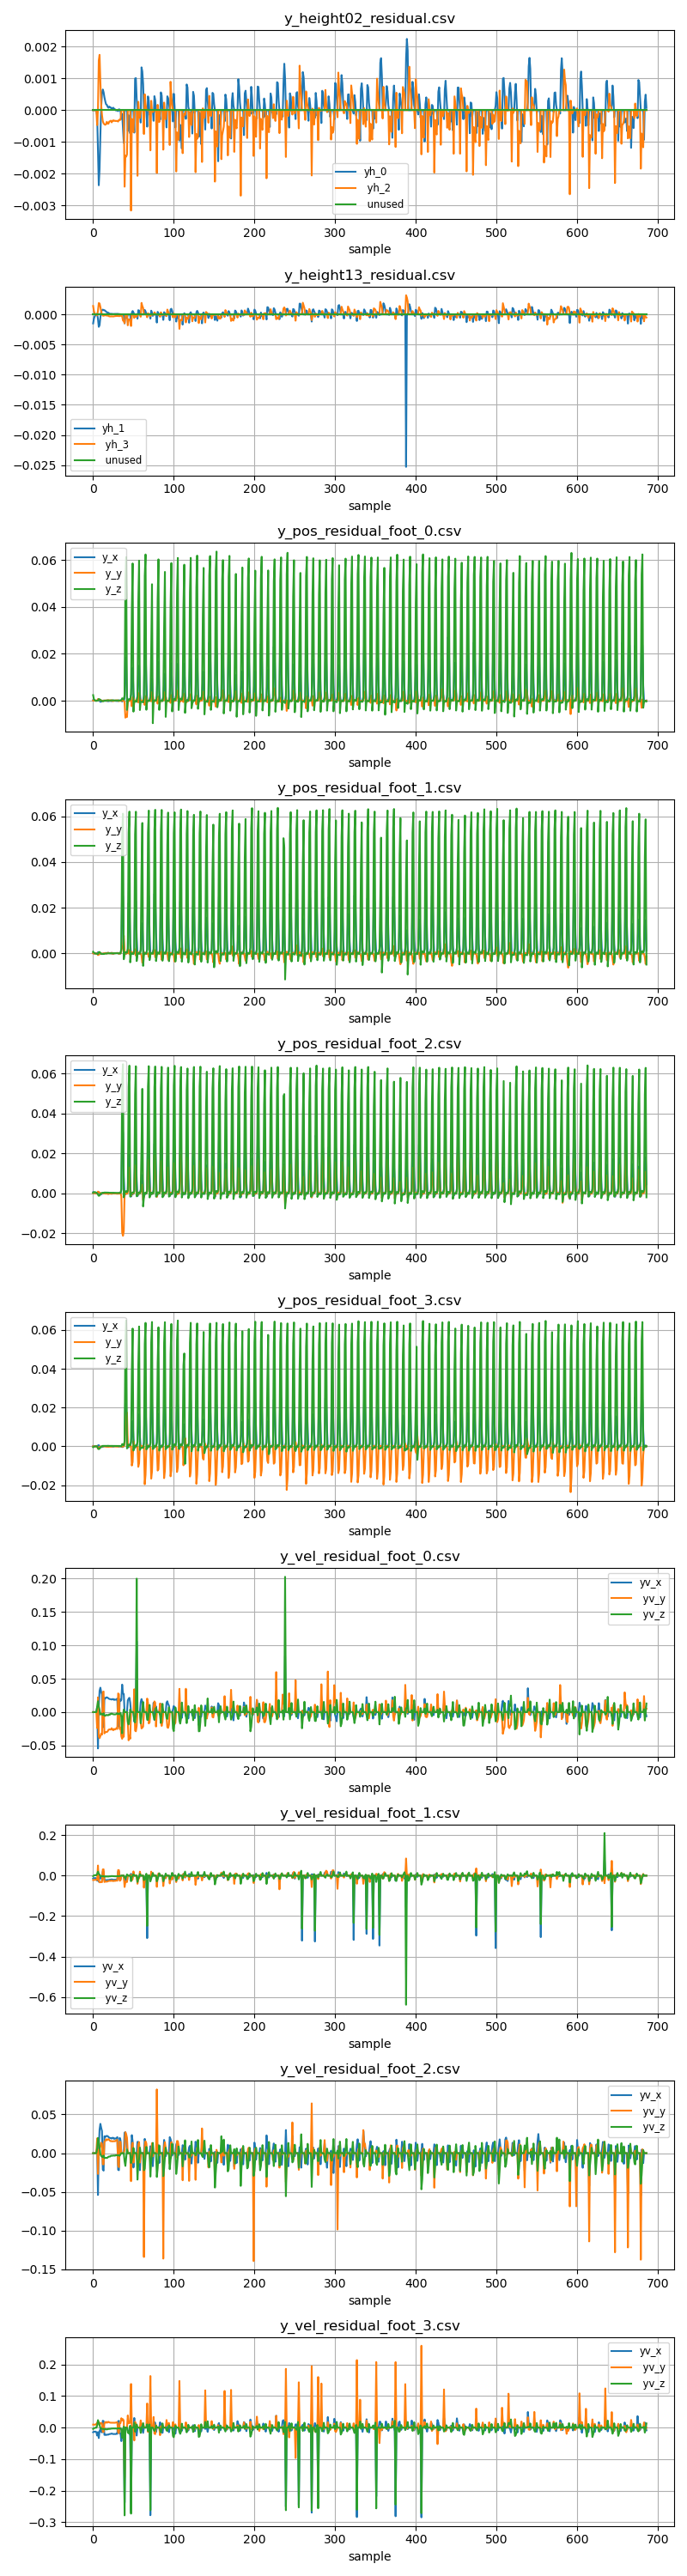 y_height02_residual.csv
0.002
0.001
0.000
−0.001
−0.002
−0.003
yh_0
yh_2
unused
0 100 200 300 400 500 600 700
sample
y_height13_residual.csv
0.000
−0.005
−0.010
−0.015
−0.020
−0.025
yh_1
yh_3
unused
0 100 200 300 400 500 600 700
sample
y_pos_residual_foot_0.csv
0.06
0.04
0.02
0.00
y_x
y_y
y_z
0 100 200 300 400 500 600 700
sample
y_pos_residual_foot_1.csv
0.06
0.04
0.02
0.00
y_x
y_y
y_z
0 100 200 300 400 500 600 700
sample
y_pos_residual_foot_2.csv
0.06
0.04
0.02
0.00
−0.02
y_x
y_y
y_z
0 100 200 300 400 500 600 700
sample
y_pos_residual_foot_3.csv
0.06
0.04
0.02
0.00
−0.02
y_x
y_y
y_z
0 100 200 300 400 500 600 700
sample
y_vel_residual_foot_0.csv
0.20
0.15
0.10
0.05
0.00
−0.05
yv_x
yv_y
yv_z
0 100 200 300 400 500 600 700
sample
y_vel_residual_foot_1.csv
0.2
0.0
−0.2
−0.4
−0.6
yv_x
yv_y
yv_z
0 100 200 300 400 500 600 700
sample
y_vel_residual_foot_2.csv
0.05
0.00
−0.05
−0.10
−0.15
yv_x
yv_y
yv_z
0 100 200 300 400 500 600 700
sample
y_vel_residual_foot_3.csv
0.2
0.1
0.0
−0.1
−0.2
−0.3
yv_x
yv_y
yv_z
0 100 200 300 400 500 600 700
sample